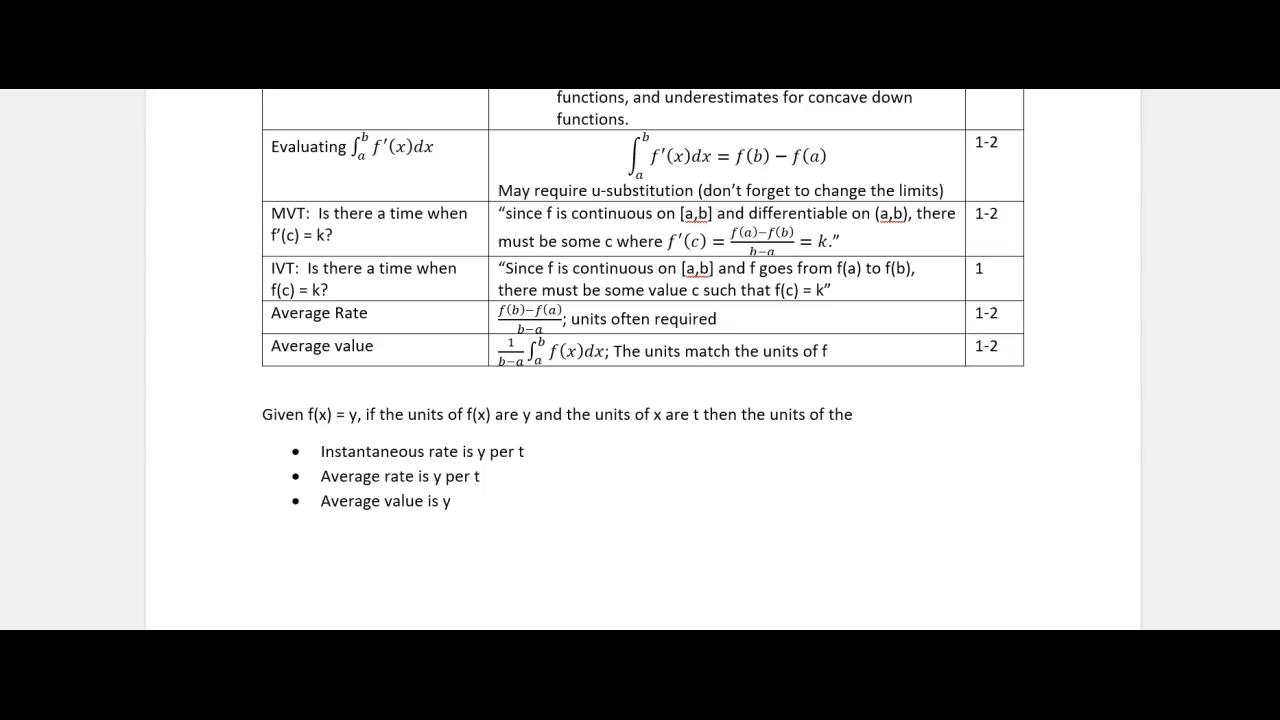 functions, and underestimates for concave down
functions.
Evaluating ∫ₐᵇ f′(x)dx
∫ₐᵇ f′(x)dx = f(b) − f(a)
May require u-substitution (don’t forget to change the limits)
1-2
MVT: Is there a time when
f’(c) = k?
“since f is continuous on [a,b] and differentiable on (a,b), there
must be some c where f′(c) = f(a)−f(b)/b−a = k.”
1-2
IVT: Is there a time when
f(c) = k?
“Since f is continuous on [a,b] and f goes from f(a) to f(b),
there must be some value c such that f(c) = k”
1
Average Rate
f(b)−f(a)/b−a; units often required
1-2
Average value
1/b−a ∫ₐᵇ f(x)dx; The units match the units of f
1-2
Given f(x) = y, if the units of f(x) are y and the units of x are t then the units of the
• Instantaneous rate is y per t
• Average rate is y per t
• Average value is y